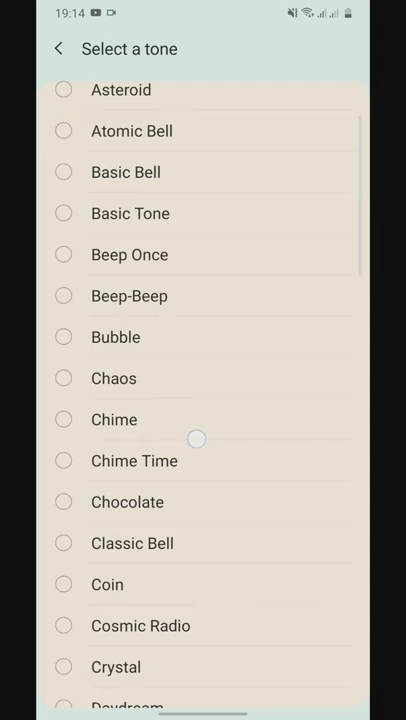 19:14
Select a tone
Asteroid
Atomic Bell
Basic Bell
Basic Tone
Beep Once
Beep-Beep
Bubble
Chaos
Chime
Chime Time
Chocolate
Classic Bell
Coin
Cosmic Radio
Crystal
Daydream